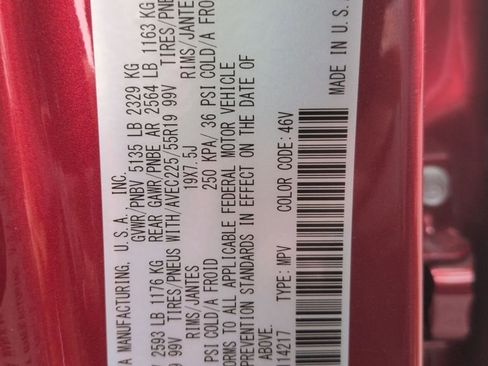 A MANUFACTURING, U.S.A. INC.
GVWR/PNBV 5135 LB 2329 KG
2593 LB 1176 KG REAR GAWR/PNBE AR 2564 LB 1163 KG
99V TIRES/PNEUS WITH/AVEC225/55R19 99V TIRES/PNE
RIMS/JANTES 19X7.5J RIMS/JANTES
PSI COLD/A FROID 250 KPA/ 36 PSI COLD/A FROID
ORMS TO ALL APPLICABLE FEDERAL MOTOR VEHICLE
PREVENTION STANDARDS IN EFFECT ON THE DATE OF
ABOVE.
14217 TYPE: MPV COLOR CODE: 46V
MADE IN U.S.